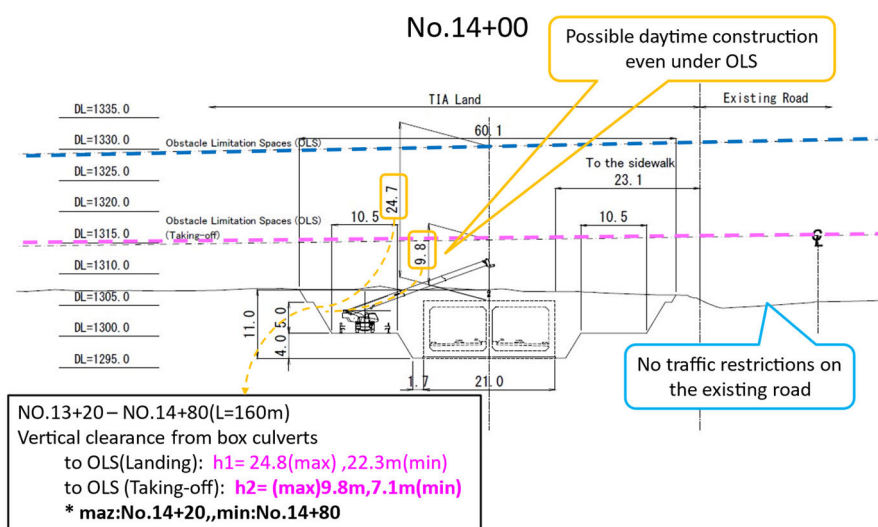 No.14+00
Possible daytime construction
even under OLS
TIA Land
Existing Road
DL=1335.0
DL=1330.0
Obstacle Limitation Spaces (OLS)
60.1
DL=1325.0
To the sidewalk
23.1
DL=1320.0
24.7
Obstacle Limitation Spaces (OLS)
(Taking-off)
10.5
10.5
DL=1315.0
9.8
DL=1310.0
DL=1305.0
11.0
5.0
DL=1300.0
4.0
DL=1295.0
1.7
21.0
No traffic restrictions on
the existing road
NO.13+20 – NO.14+80(L=160m)
Vertical clearance from box culverts
to OLS(Landing): h1= 24.8(max) ,22.3m(min)
to OLS (Taking-off): h2= (max)9.8m,7.1m(min)
* maz:No.14+20,,min:No.14+80